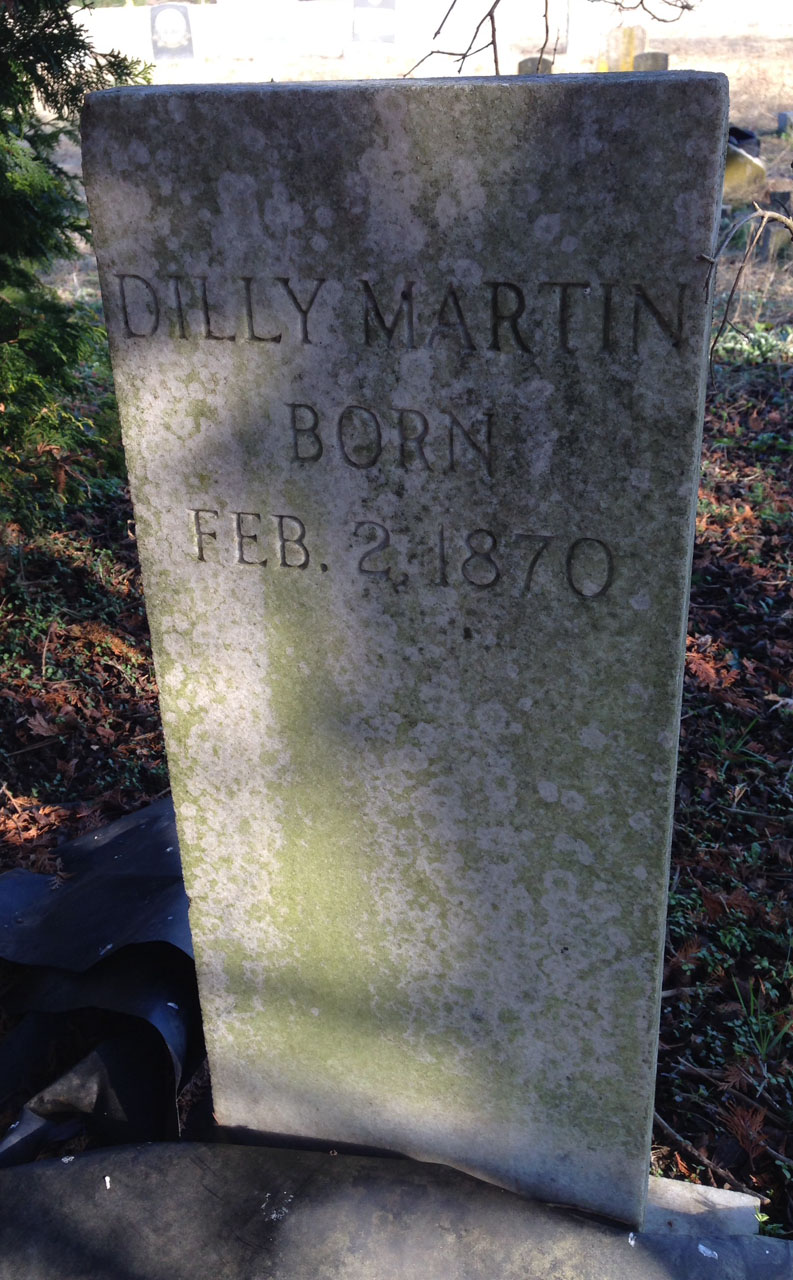 DILLY MARTIN
BORN
FEB. 2, 1870